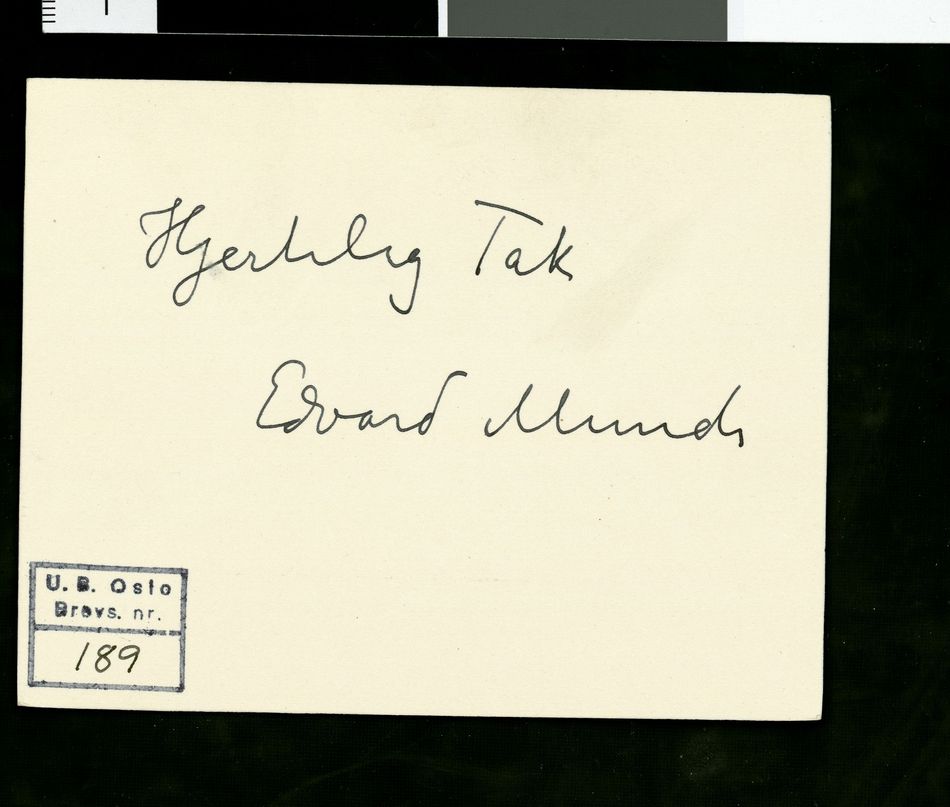 Hjertelig Tak
Edvard Munch
U. B. Oslo
Brevs. nr.
189